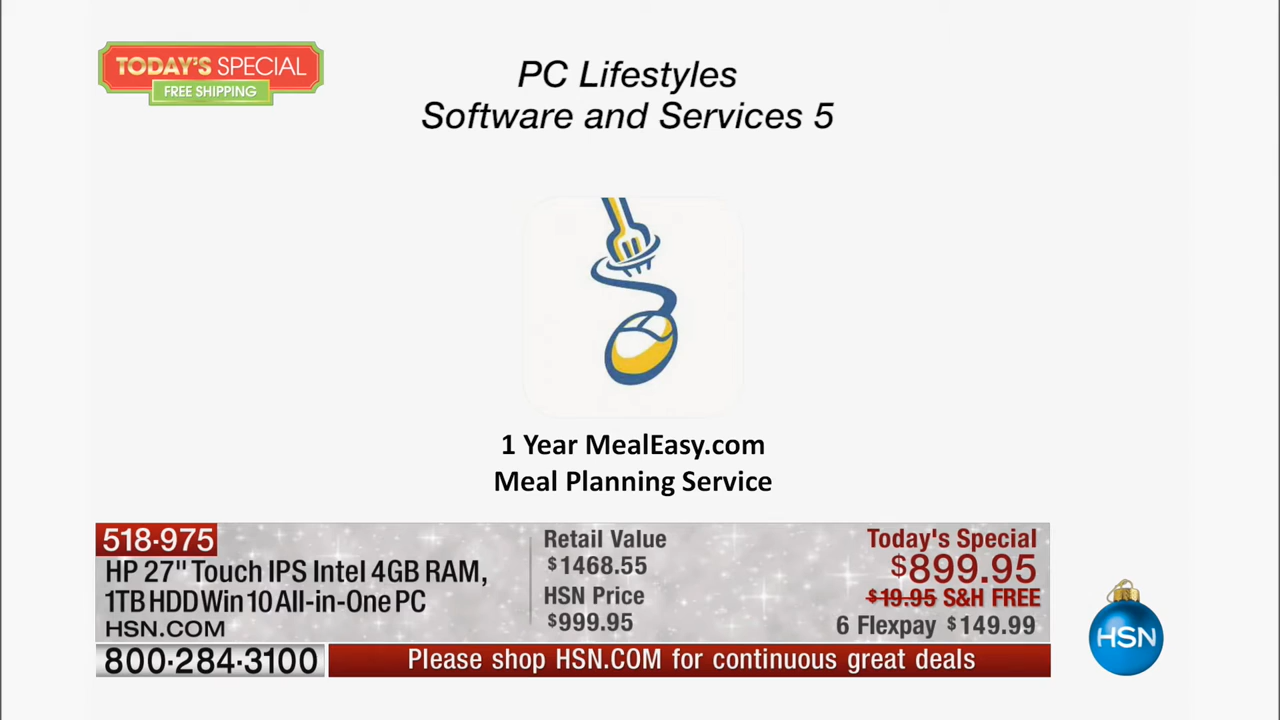 TODAY'S SPECIAL
FREE SHIPPING
PC Lifestyles
Software and Services 5
1 Year MealEasy.com
Meal Planning Service
518-975
HP 27" Touch IPS Intel 4GB RAM,
1TB HDD Win 10 All-in-One PC
HSN.COM
800-284-3100
Retail Value
$1468.55
HSN Price
$999.95
Today's Special
$899.95
$19.95 S&H FREE
6 Flexpay $149.99
Please shop HSN.COM for continuous great deals
HSN